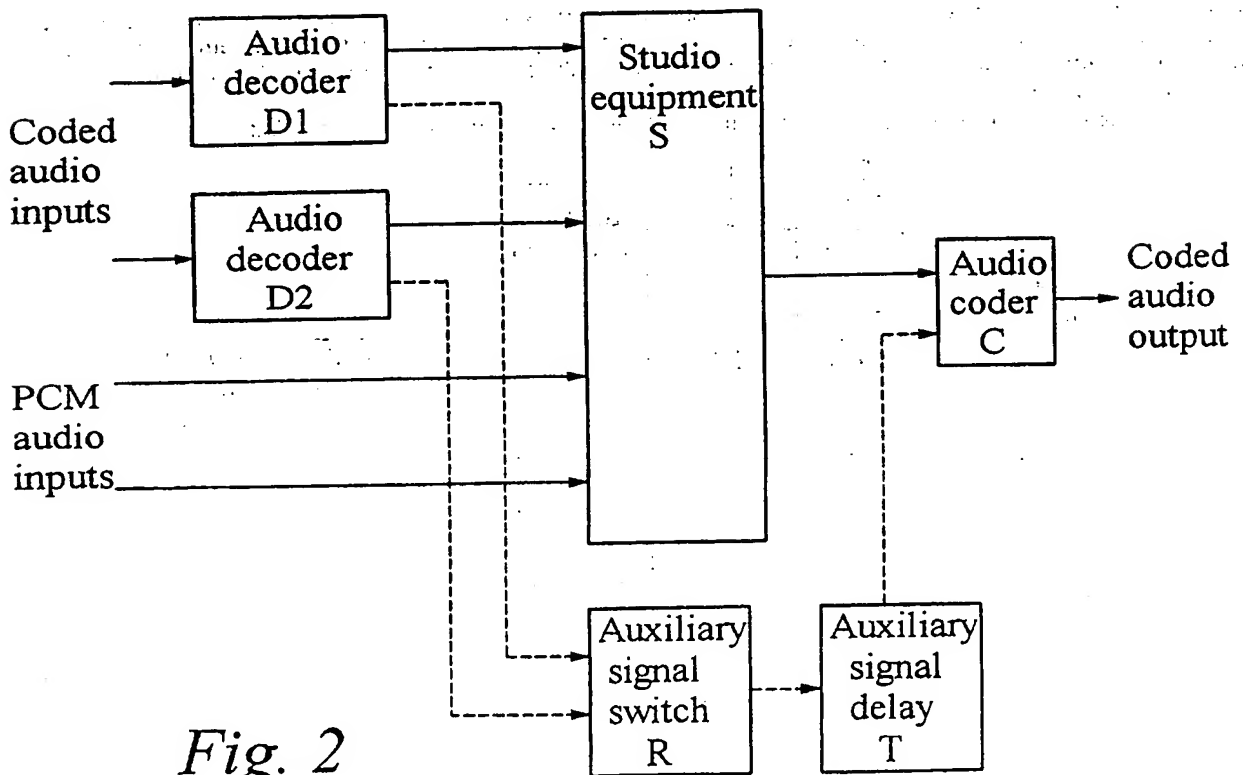 Audio
decoder
D1
Studio
equipment
S
Coded
audio
inputs
Audio
decoder
D2
Audio
coder
C
Coded
audio
output
PCM
audio
inputs
Auxiliary
signal
switch
R
Auxiliary
signal
delay
T
Fig. 2